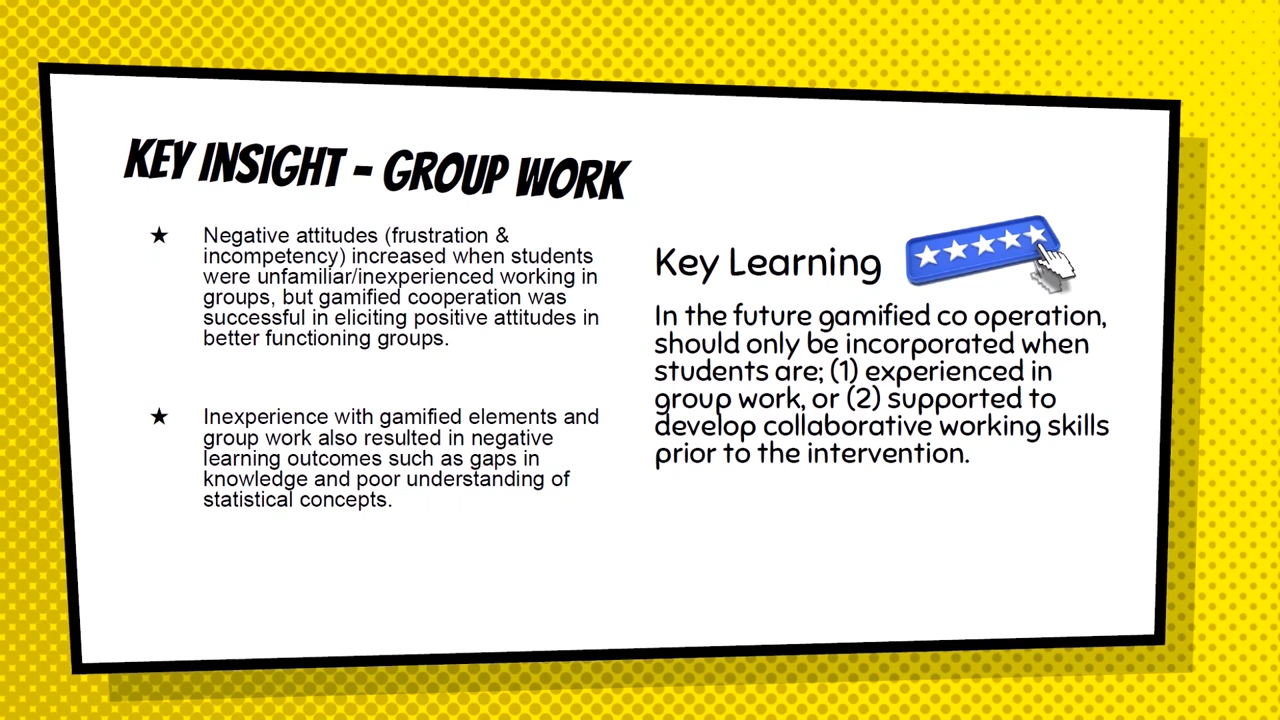 KEY INSIGHT - GROUP WORK
★ Negative attitudes (frustration &
incompetency) increased when students
were unfamiliar/inexperienced working in
groups, but gamified cooperation was
successful in eliciting positive attitudes in
better functioning groups.
★ Inexperience with gamified elements and
group work also resulted in negative
learning outcomes such as gaps in
knowledge and poor understanding of
statistical concepts.
Key Learning
In the future gamified co operation,
should only be incorporated when
students are; (1) experienced in
group work, or (2) supported to
develop collaborative working skills
prior to the intervention.